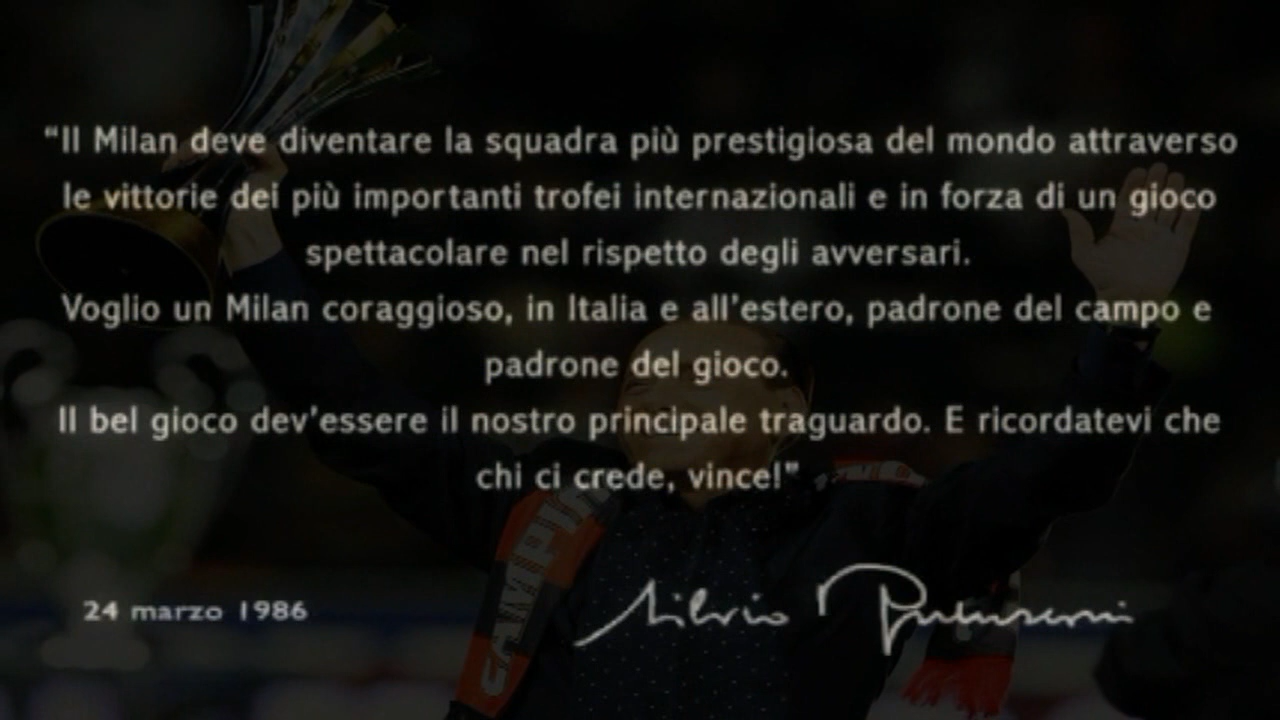 “Il Milan deve diventare la squadra più prestigiosa del mondo attraverso
le vittorie dei più importanti trofei internazionali e in forza di un gioco
spettacolare nel rispetto degli avversari.
Voglio un Milan coraggioso, in Italia e all'estero, padrone del campo e
padrone del gioco.
Il bel gioco dev'essere il nostro principale traguardo. E ricordatevi che
chi ci crede, vince!”
24 marzo 1986
Silvio Berlusconi